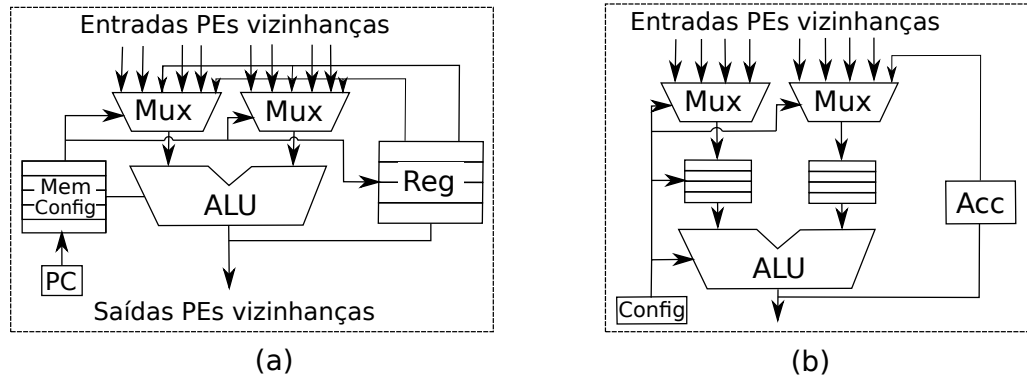 Entradas PEs vizinhanças
Mux
Mux
Mem
Config
ALU
Reg
PC
Saídas PEs vizinhanças
(a)
Entradas PEs vizinhanças
Mux
Mux
Acc
ALU
Config
(b)